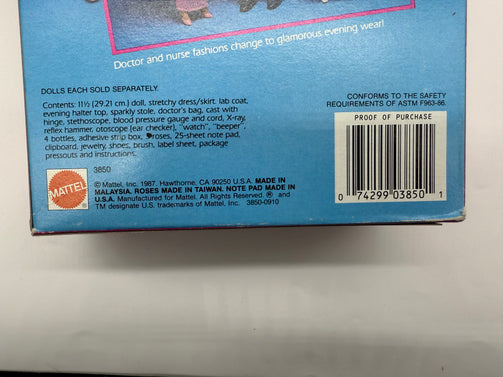 Doctor and nurse fashions change to glamorous evening wear!
DOLLS EACH SOLD SEPARATELY.
Contents: 11½ (29.21 cm.) doll, stretchy dress/skirt. lab coat,
evening halter top, sparkly stole, doctor's bag, cast with
hinge, stethoscope, blood pressure gauge and cord, X-ray,
reflex hammer, otoscope [ear checker], "watch", "beeper",
4 bottles, adhesive strip box, roses, 25-sheet note pad,
clipboard, jewelry, shoes, brush, label sheet, package
pressouts and instructions.
3850
MATTEL
© Mattel, Inc. 1987. Hawthorne, CA 90250 U.S.A. MADE IN
MALAYSIA. ROSES MADE IN TAIWAN. NOTE PAD MADE IN
U.S.A. Manufactured for Mattel. All Rights Reserved. ® and
TM designate U.S. trademarks of Mattel, Inc. 3850-0910
CONFORMS TO THE SAFETY
REQUIREMENTS OF ASTM F963-86.
PROOF OF PURCHASE
0 74299 03850 1